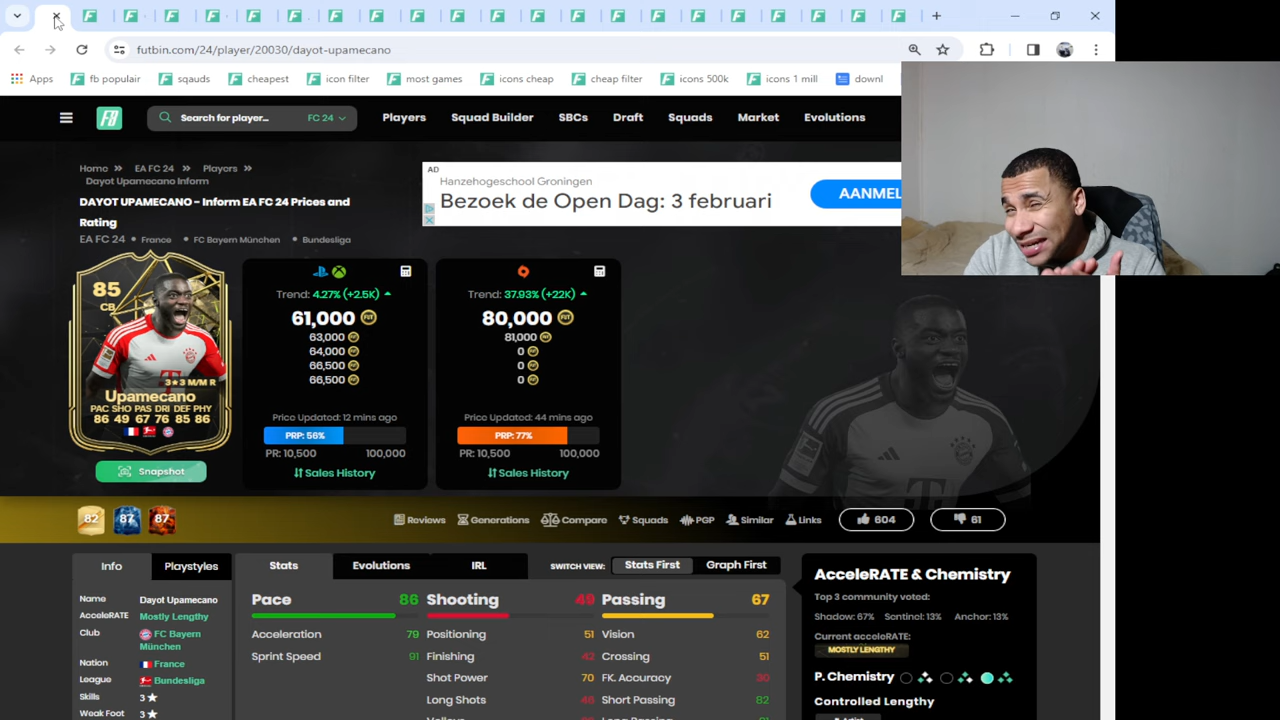 futbin.com/24/player/20030/dayot-upamecano
Apps fb populair sqauds cheapest icon filter most games icons cheap cheap filter icons 500k icons 1 mill downl
FB Search for player... FC 24 Players Squad Builder SBCs Draft Squads Market Evolutions
Home » EA FC 24 » Players »
Dayot Upamecano Inform
DAYOT UPAMECANO - Inform EA FC 24 Prices and
Rating
EA FC 24 • France • FC Bayern München • Bundesliga
AD
Hanzehogeschool Groningen
Bezoek de Open Dag: 3 februari
AANMEL
85
CB
3★3 M/M R
Upamecano
PAC SHO PAS DRI DEF PHY
86 49 67 76 85 86
Snapshot
Trend: 4.27% (+2.5K)
61,000
63,000
64,000
66,500
66,500
Price Updated: 12 mins ago
PRP: 56%
PR: 10,500 100,000
Sales History
Trend: 37.93% (+22K)
80,000
81,000
0
0
0
Price Updated: 44 mins ago
PRP: 77%
PR: 10,500 100,000
Sales History
82 87 87
Reviews Generations Compare Squads PGP Similar Links 604 61
Info Playstyles
Name Dayot Upamecano
AcceleRATE Mostly Lengthy
Club FC Bayern
München
Nation France
League Bundesliga
Skills 3 ★
Weak Foot 3 ★
Stats Evolutions IRL SWITCH VIEW: Stats First Graph First
Pace 86
Acceleration 79
Sprint Speed 91
Shooting 49
Positioning 51
Finishing 42
Shot Power 70
Long Shots 46
Passing 67
Vision 62
Crossing 51
FK. Accuracy 30
Short Passing 82
AcceleRATE & Chemistry
Top 3 community voted:
Shadow: 67% Sentinel: 13% Anchor: 13%
Current acceleRATE:
MOSTLY LENGTHY
P. Chemistry
Controlled Lengthy